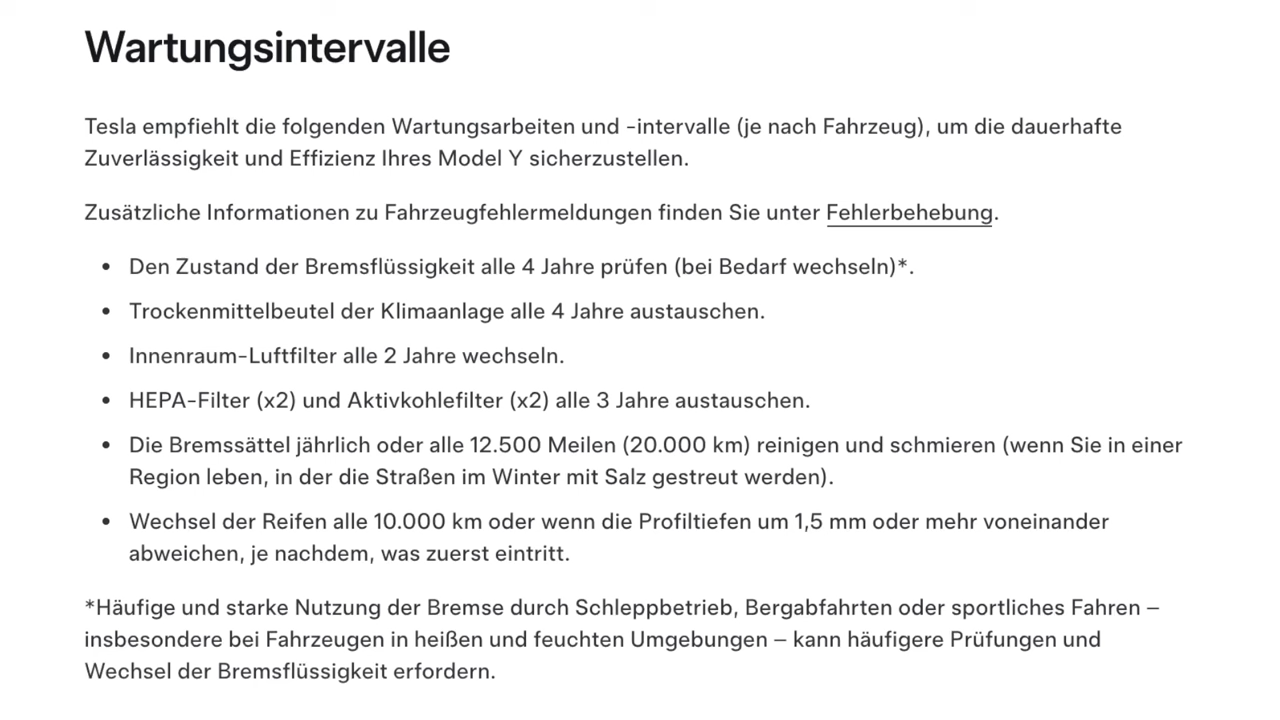 Wartungsintervalle
Tesla empfiehlt die folgenden Wartungsarbeiten und -intervalle (je nach Fahrzeug), um die dauerhafte
Zuverlässigkeit und Effizienz Ihres Model Y sicherzustellen.
Zusätzliche Informationen zu Fahrzeugfehlermeldungen finden Sie unter Fehlerbehebung.
• Den Zustand der Bremsflüssigkeit alle 4 Jahre prüfen (bei Bedarf wechseln)*.
• Trockenmittelbeutel der Klimaanlage alle 4 Jahre austauschen.
• Innenraum-Luftfilter alle 2 Jahre wechseln.
• HEPA-Filter (x2) und Aktivkohlefilter (x2) alle 3 Jahre austauschen.
• Die Bremssättel jährlich oder alle 12.500 Meilen (20.000 km) reinigen und schmieren (wenn Sie in einer
Region leben, in der die Straßen im Winter mit Salz gestreut werden).
• Wechsel der Reifen alle 10.000 km oder wenn die Profiltiefen um 1,5 mm oder mehr voneinander
abweichen, je nachdem, was zuerst eintritt.
*Häufige und starke Nutzung der Bremse durch Schleppbetrieb, Bergabfahrten oder sportliches Fahren –
insbesondere bei Fahrzeugen in heißen und feuchten Umgebungen – kann häufigere Prüfungen und
Wechsel der Bremsflüssigkeit erfordern.